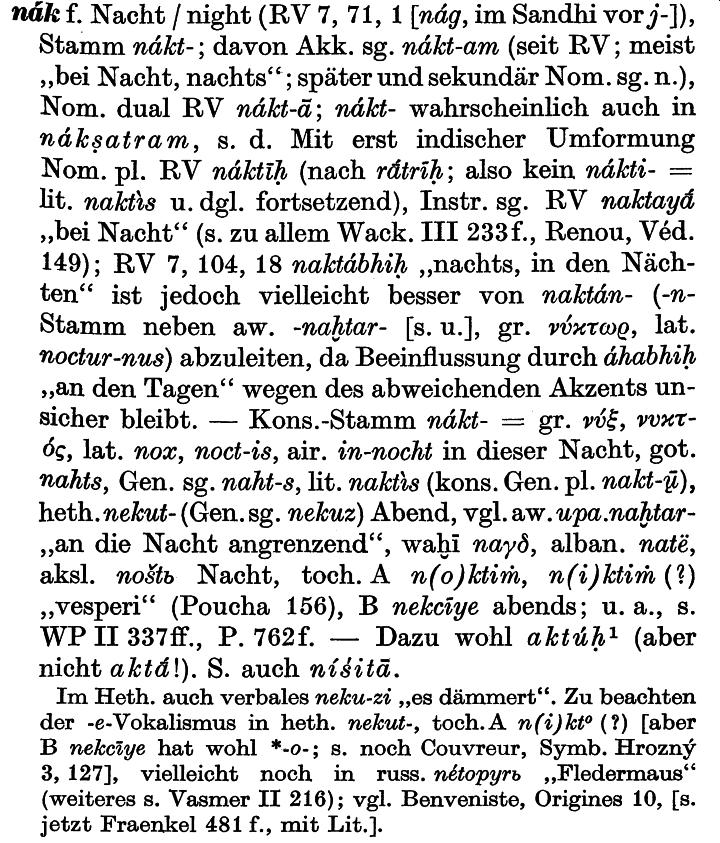 nák f. Nacht / night (RV 7, 71, 1 [nág, im Sandhi vor j-]),
Stamm nákt-; davon Akk. sg. nákt-am (seit RV; meist
„bei Nacht, nachts“; später und sekundär Nom. sg. n.),
Nom. dual RV nákt-ā; nákt- wahrscheinlich auch in
nákṣatram, s. d. Mit erst indischer Umformung
Nom. pl. RV náktīḥ (nach rā́trīḥ; also kein nákti- =
lit. naktìs u. dgl. fortsetzend), Instr. sg. RV naktayā́
„bei Nacht“ (s. zu allem Wack. III 233f., Renou, Véd.
149); RV 7, 104, 18 naktábhiḥ „nachts, in den Näch-
ten“ ist jedoch vielleicht besser von naktán- (-n-
Stamm neben aw. -naḫtar- [s. u.], gr. νύκτωρ, lat.
noctur-nus) abzuleiten, da Beeinflussung durch áhabhiḥ
„an den Tagen“ wegen des abweichenden Akzents un-
sicher bleibt. — Kons.-Stamm nákt- = gr. νύξ, νυκτ-
ός, lat. nox, noct-is, air. in-nocht in dieser Nacht, got.
nahts, Gen. sg. naht-s, lit. naktìs (kons. Gen. pl. nakt-ų̄),
heth. nekut- (Gen. sg. nekuz) Abend, vgl. aw. upa.naḫtar-
„an die Nacht angrenzend“, waḫī naγδ, alban. natë,
aksl. noštь Nacht, toch. A n(o)ktiṁ, n(i)ktiṁ (?)
„vesperi“ (Poucha 156), B nekcīye abends; u. a., s.
WP II 337ff., P. 762f. — Dazu wohl aktúḥ¹ (aber
nicht aktā́!). S. auch níśitā.
Im Heth. auch verbales neku-zi „es dämmert“. Zu beachten
der -e-Vokalismus in heth. nekut-, toch. A n(i)kt⁰ (?) [aber
B nekcīye hat wohl *-o-; s. noch Couvreur, Symb. Hrozný
3, 127], vielleicht noch in russ. nétopyrь „Fledermaus“
(weiteres s. Vasmer II 216); vgl. Benveniste, Origines 10, [s.
jetzt Fraenkel 481 f., mit Lit.].